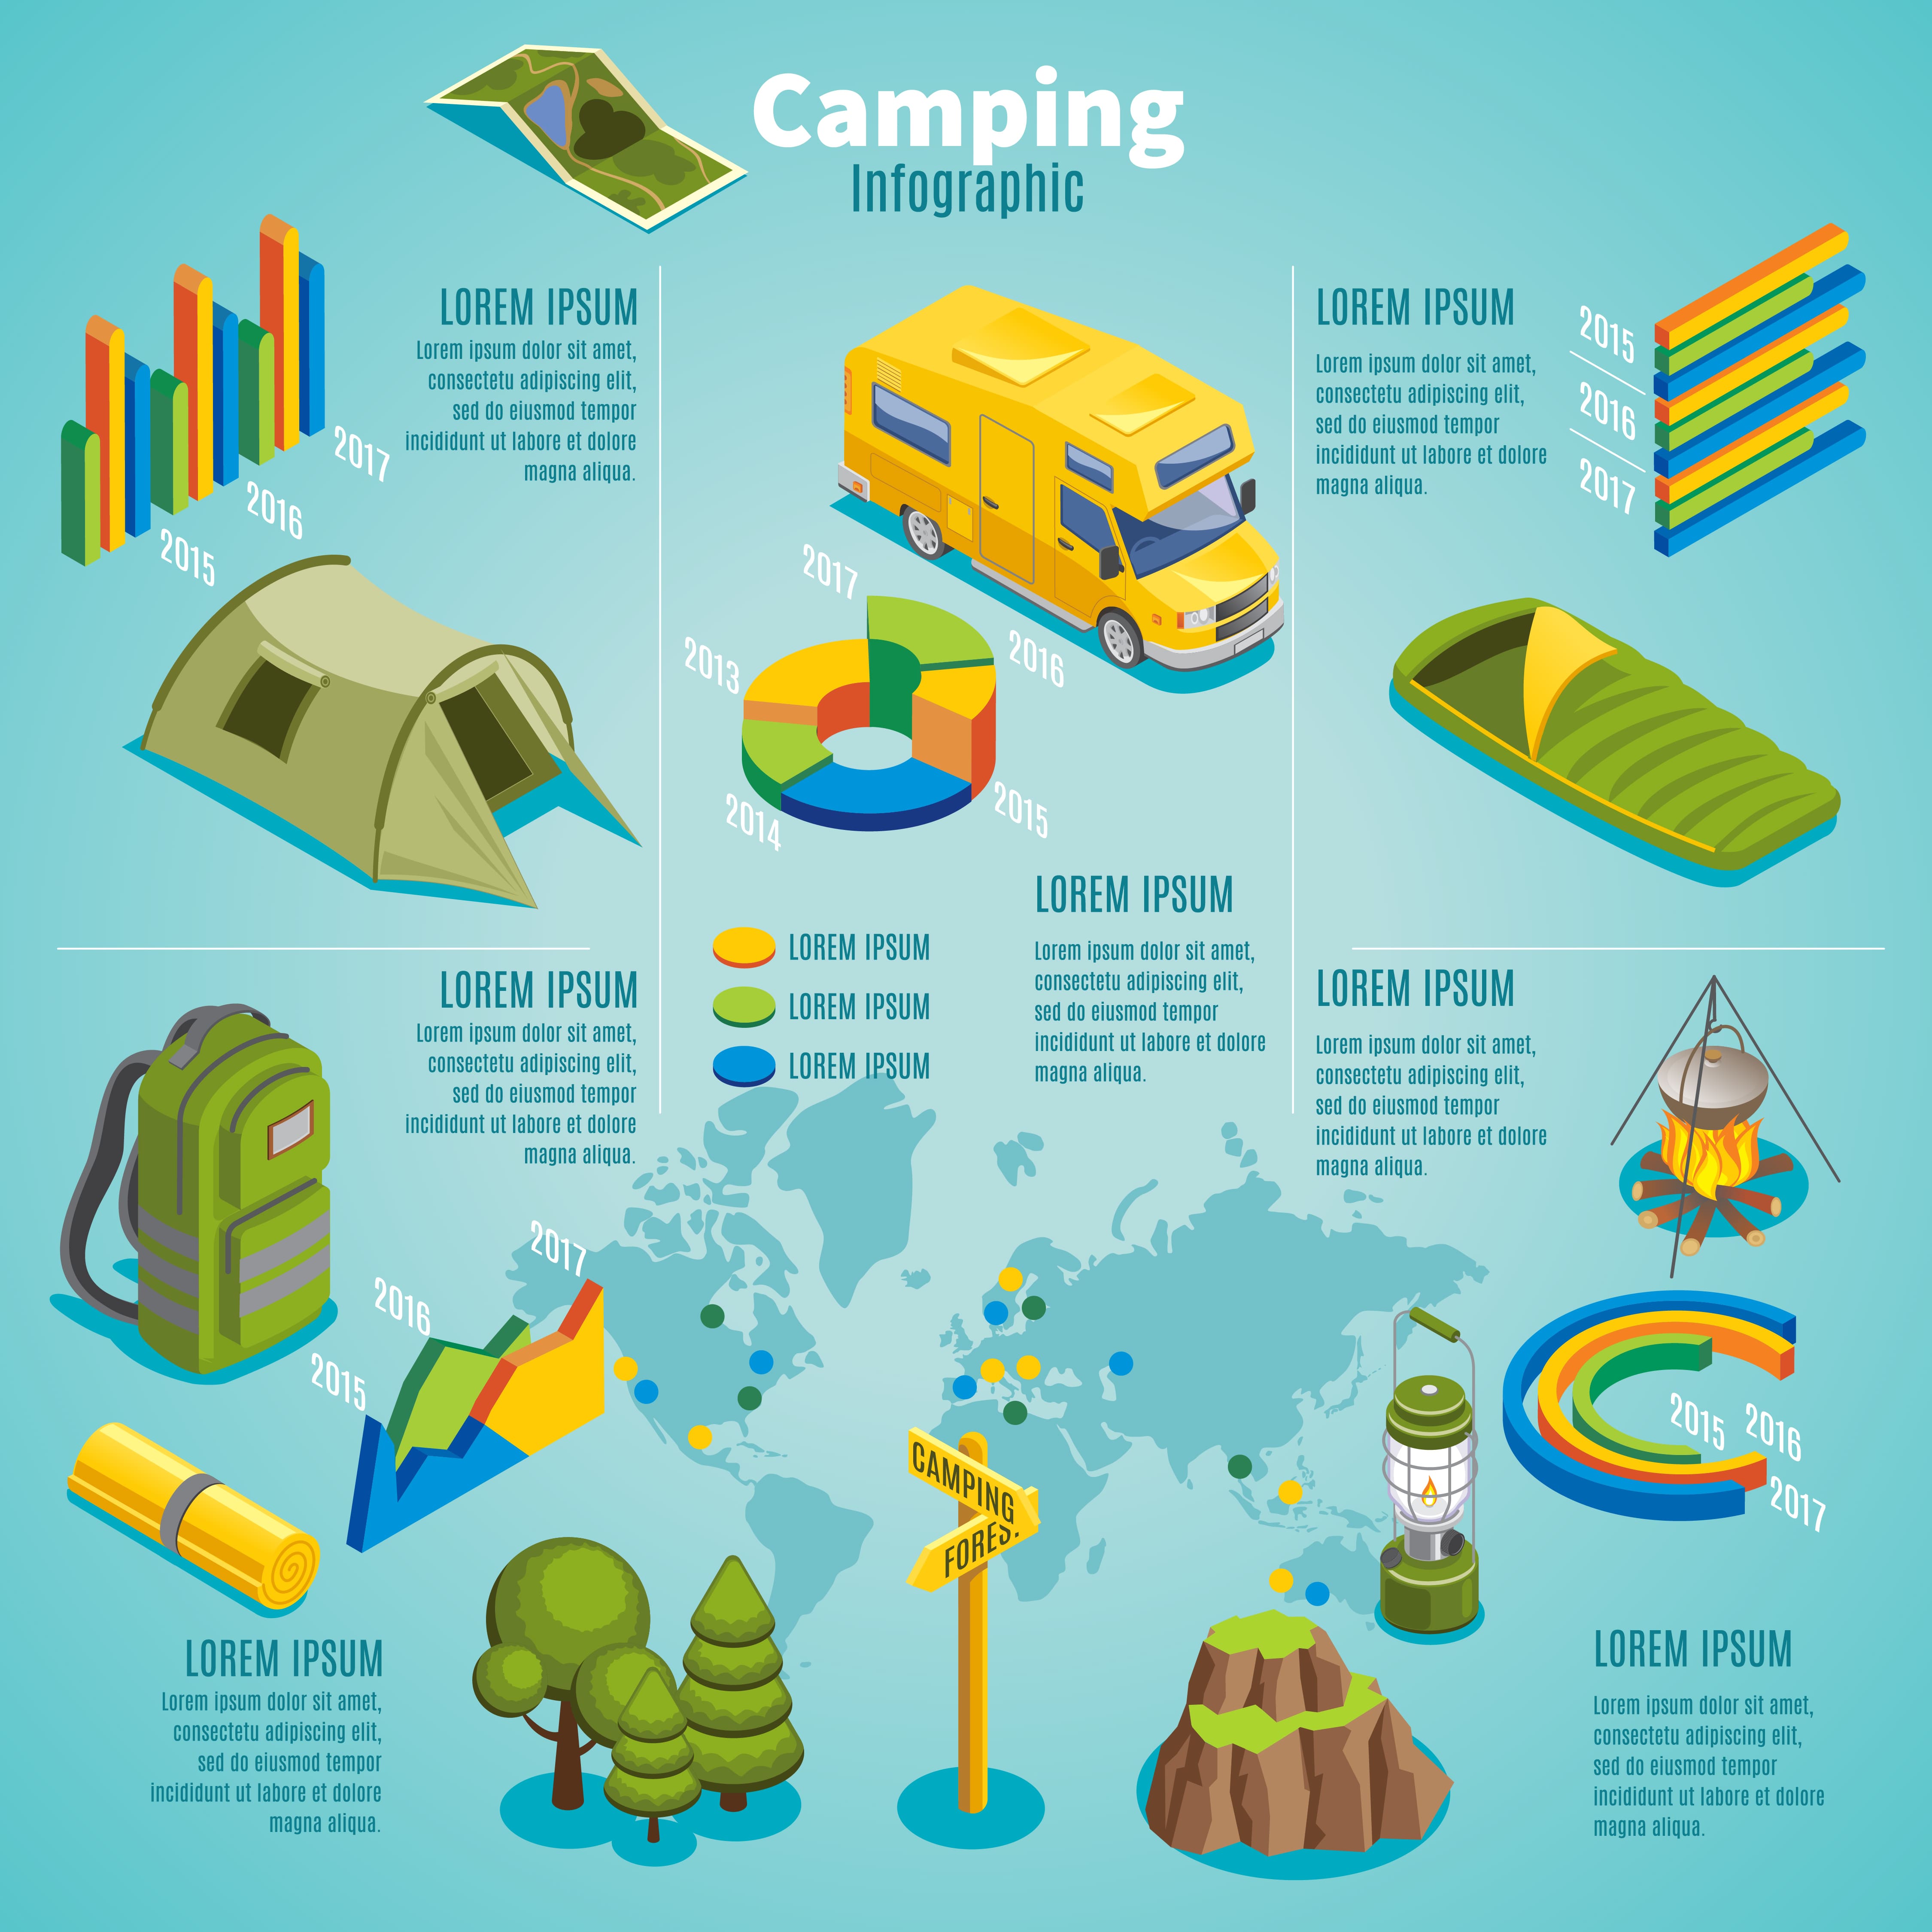 Camping
Infographic
LOREM IPSUM
Lorem ipsum dolor sit amet,
consectetu adipiscing elit,
sed do eiusmod tempor
incididunt ut labore et dolore
magna aliqua.
2017
2016
2015
LOREM IPSUM
Lorem ipsum dolor sit amet,
consectetu adipiscing elit,
sed do eiusmod tempor
incididunt ut labore et dolore
magna aliqua.
2015
2016
2017
2017
2013
2016
2014
2015
LOREM IPSUM
LOREM IPSUM
LOREM IPSUM
LOREM IPSUM
Lorem ipsum dolor sit amet,
consectetu adipiscing elit,
sed do eiusmod tempor
incididunt ut labore et dolore
magna aliqua.
LOREM IPSUM
Lorem ipsum dolor sit amet,
consectetu adipiscing elit,
sed do eiusmod tempor
incididunt ut labore et dolore
magna aliqua.
LOREM IPSUM
Lorem ipsum dolor sit amet,
consectetu adipiscing elit,
sed do eiusmod tempor
incididunt ut labore et dolore
magna aliqua.
2017
2016
2015
2015
2016
2017
CAMPING
FORES.
LOREM IPSUM
Lorem ipsum dolor sit amet,
consectetu adipiscing elit,
sed do eiusmod tempor
incididunt ut labore et dolore
magna aliqua.
LOREM IPSUM
Lorem ipsum dolor sit amet,
consectetu adipiscing elit,
sed do eiusmod tempor
incididunt ut labore et dolore
magna aliqua.